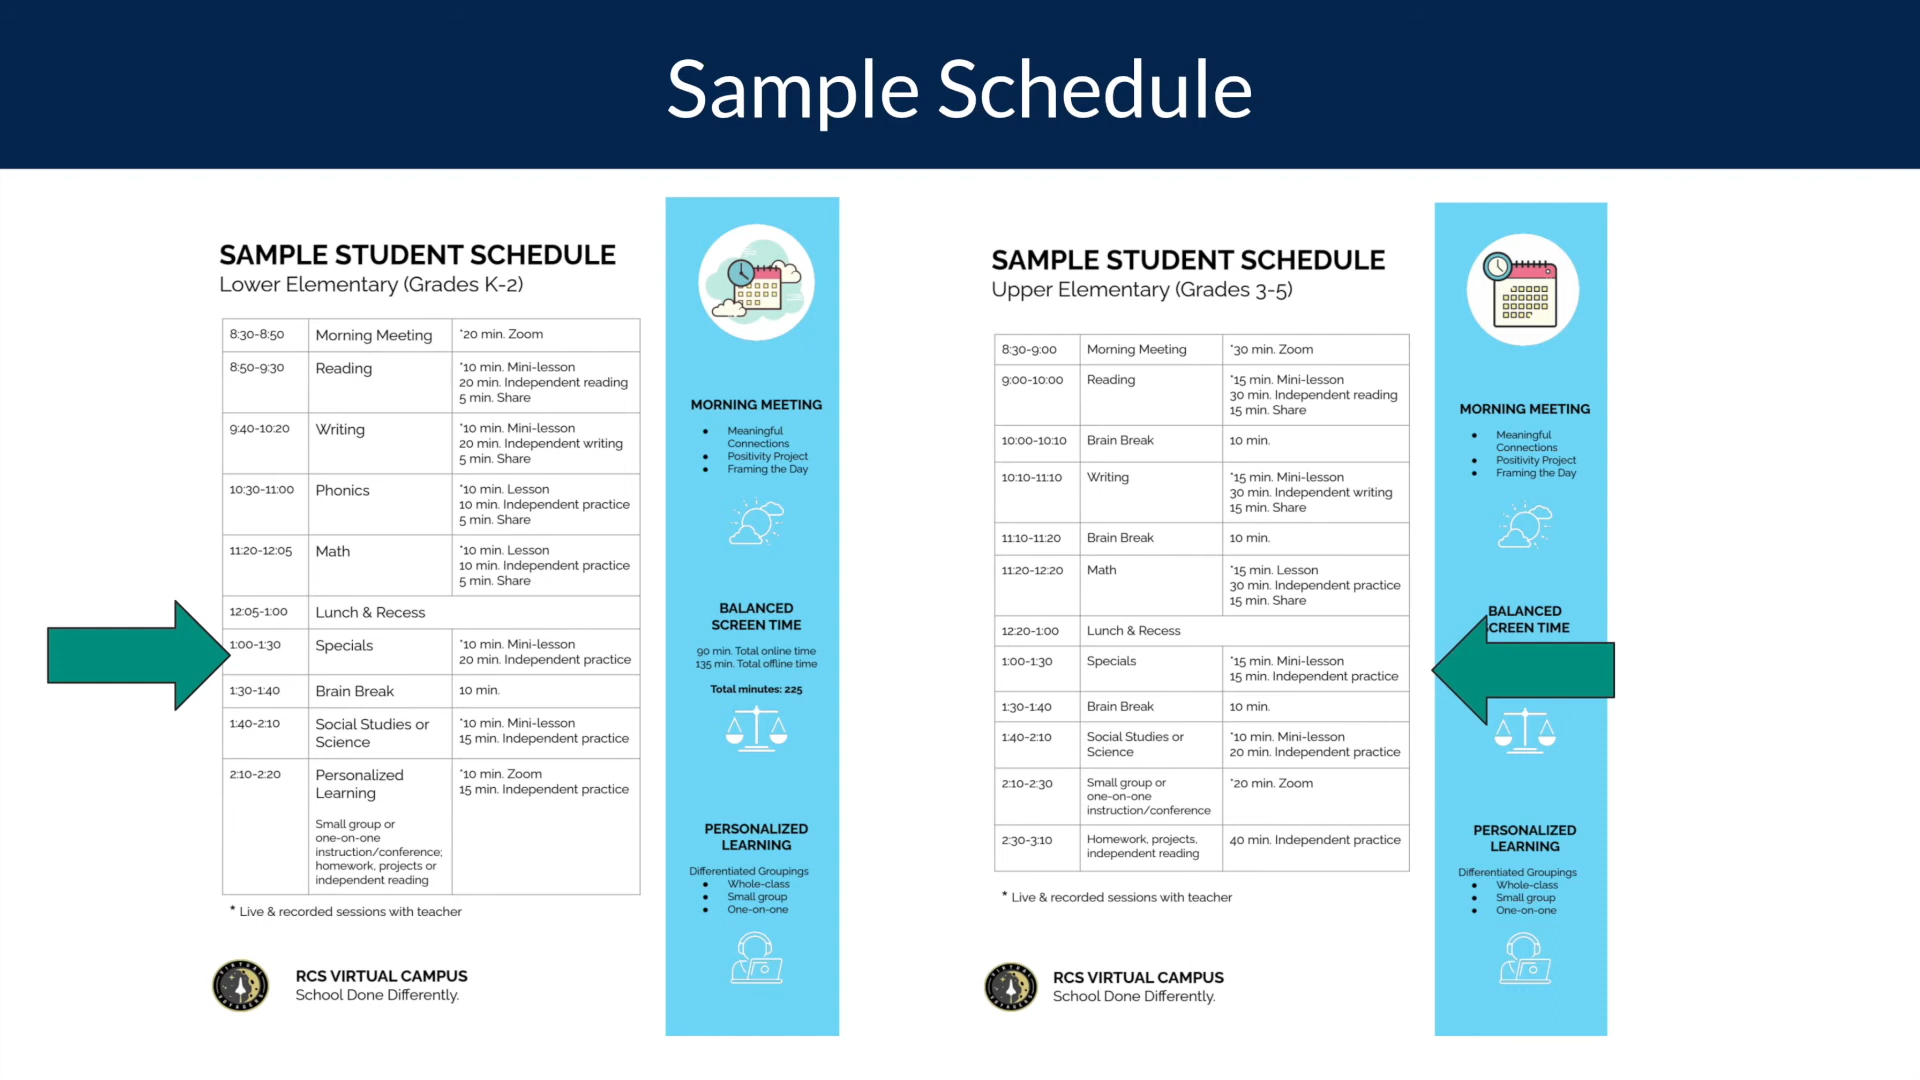 Sample Schedule
SAMPLE STUDENT SCHEDULE
Lower Elementary (Grades K-2)
8:30-8:50 Morning Meeting *20 min. Zoom
8:50-9:30 Reading *10 min. Mini-lesson
20 min. Independent reading
5 min. Share
9:40-10:20 Writing *10 min. Mini-lesson
20 min. Independent writing
5 min. Share
10:30-11:00 Phonics *10 min. Lesson
10 min. Independent practice
5 min. Share
11:20-12:05 Math *10 min. Lesson
10 min. Independent practice
5 min. Share
12:05-1:00 Lunch & Recess
1:00-1:30 Specials *10 min. Mini-lesson
20 min. Independent practice
1:30-1:40 Brain Break 10 min.
1:40-2:10 Social Studies or *10 min. Mini-lesson
Science 15 min. Independent practice
2:10-2:20 Personalized *10 min. Zoom
Learning 15 min. Independent practice
Small group or
one-on-one
instruction/conference;
homework, projects or
independent reading
* Live & recorded sessions with teacher
RCS VIRTUAL CAMPUS
School Done Differently.
MORNING MEETING
● Meaningful
Connections
● Positivity Project
● Framing the Day
BALANCED
SCREEN TIME
90 min. Total online time
135 min. Total offline time
Total minutes: 225
PERSONALIZED
LEARNING
Differentiated Groupings
● Whole-class
● Small group
● One-on-one
SAMPLE STUDENT SCHEDULE
Upper Elementary (Grades 3-5)
8:30-9:00 Morning Meeting *30 min. Zoom
9:00-10:00 Reading *15 min. Mini-lesson
30 min. Independent reading
15 min. Share
10:00-10:10 Brain Break 10 min.
10:10-11:10 Writing *15 min. Mini-lesson
30 min. Independent writing
15 min. Share
11:10-11:20 Brain Break 10 min.
11:20-12:20 Math *15 min. Lesson
30 min. Independent practice
15 min. Share
12:20-1:00 Lunch & Recess
1:00-1:30 Specials *15 min. Mini-lesson
15 min. Independent practice
1:30-1:40 Brain Break 10 min.
1:40-2:10 Social Studies or *10 min. Mini-lesson
Science 20 min. Independent practice
2:10-2:30 Small group or *20 min. Zoom
one-on-one
instruction/conference
2:30-3:10 Homework, projects, 40 min. Independent practice
independent reading
* Live & recorded sessions with teacher
RCS VIRTUAL CAMPUS
School Done Differently.
MORNING MEETING
● Meaningful
Connections
● Positivity Project
● Framing the Day
BALANCED
SCREEN TIME
PERSONALIZED
LEARNING
Differentiated Groupings
● Whole-class
● Small group
● One-on-one